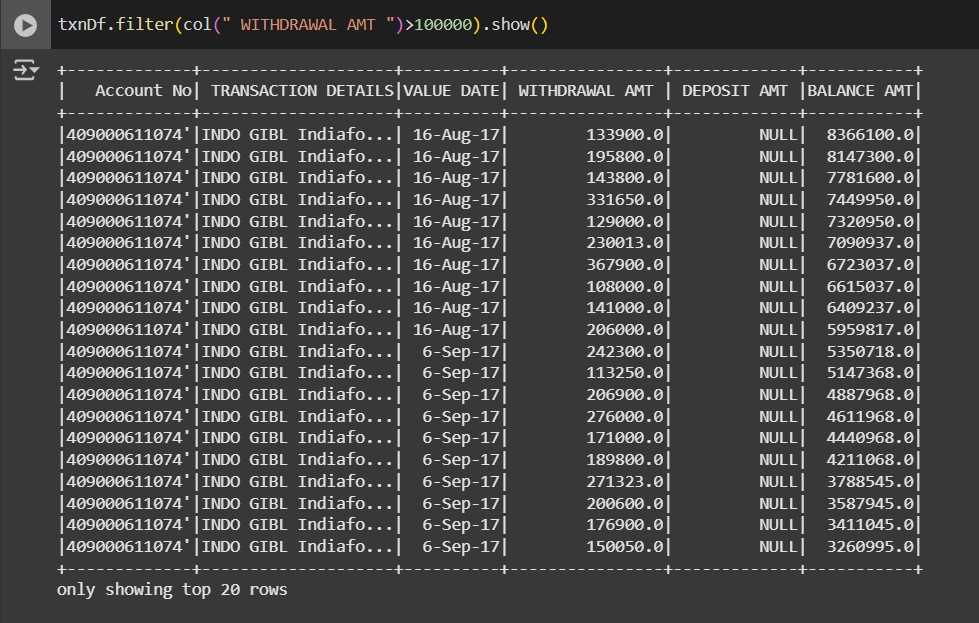 txnDf.filter(col(" WITHDRAWAL AMT ")>100000).show()
+-------------+--------------------+----------+----------------+-------------+-----------+
|   Account No| TRANSACTION DETAILS|VALUE DATE| WITHDRAWAL AMT | DEPOSIT AMT |BALANCE AMT|
+-------------+--------------------+----------+----------------+-------------+-----------+
|409000611074'|INDO GIBL Indiafo...| 16-Aug-17|        133900.0|         NULL|  8366100.0|
|409000611074'|INDO GIBL Indiafo...| 16-Aug-17|        195800.0|         NULL|  8147300.0|
|409000611074'|INDO GIBL Indiafo...| 16-Aug-17|        143800.0|         NULL|  7781600.0|
|409000611074'|INDO GIBL Indiafo...| 16-Aug-17|        331650.0|         NULL|  7449950.0|
|409000611074'|INDO GIBL Indiafo...| 16-Aug-17|        129000.0|         NULL|  7320950.0|
|409000611074'|INDO GIBL Indiafo...| 16-Aug-17|        230013.0|         NULL|  7090937.0|
|409000611074'|INDO GIBL Indiafo...| 16-Aug-17|        367900.0|         NULL|  6723037.0|
|409000611074'|INDO GIBL Indiafo...| 16-Aug-17|        108000.0|         NULL|  6615037.0|
|409000611074'|INDO GIBL Indiafo...| 16-Aug-17|        141000.0|         NULL|  6409237.0|
|409000611074'|INDO GIBL Indiafo...| 16-Aug-17|        206000.0|         NULL|  5959817.0|
|409000611074'|INDO GIBL Indiafo...|  6-Sep-17|        242300.0|         NULL|  5350718.0|
|409000611074'|INDO GIBL Indiafo...|  6-Sep-17|        113250.0|         NULL|  5147368.0|
|409000611074'|INDO GIBL Indiafo...|  6-Sep-17|        206900.0|         NULL|  4887968.0|
|409000611074'|INDO GIBL Indiafo...|  6-Sep-17|        276000.0|         NULL|  4611968.0|
|409000611074'|INDO GIBL Indiafo...|  6-Sep-17|        171000.0|         NULL|  4440968.0|
|409000611074'|INDO GIBL Indiafo...|  6-Sep-17|        189800.0|         NULL|  4211068.0|
|409000611074'|INDO GIBL Indiafo...|  6-Sep-17|        271323.0|         NULL|  3788545.0|
|409000611074'|INDO GIBL Indiafo...|  6-Sep-17|        200600.0|         NULL|  3587945.0|
|409000611074'|INDO GIBL Indiafo...|  6-Sep-17|        176900.0|         NULL|  3411045.0|
|409000611074'|INDO GIBL Indiafo...|  6-Sep-17|        150050.0|         NULL|  3260995.0|
+-------------+--------------------+----------+----------------+-------------+-----------+
only showing top 20 rows